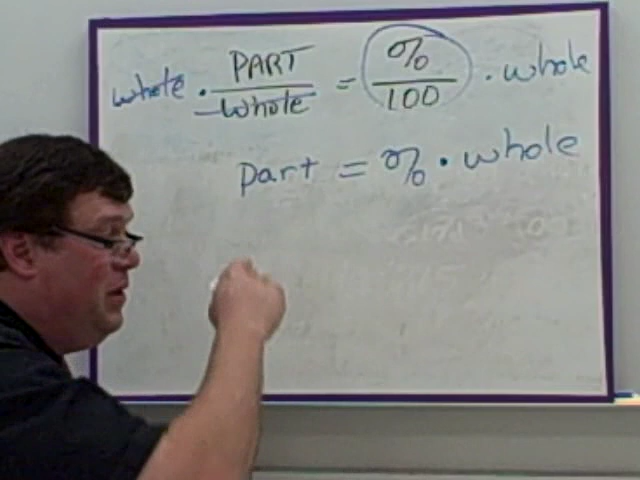 whole · PART/whole = %/100 · whole
part = % · whole